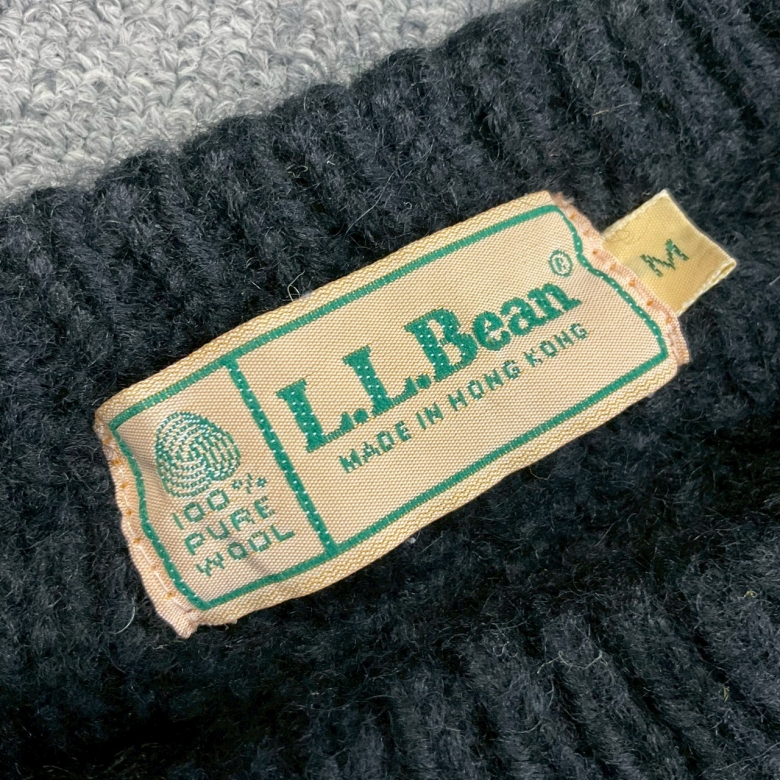 L.L.Bean®
MADE IN HONG KONG
100%
PURE
WOOL
M